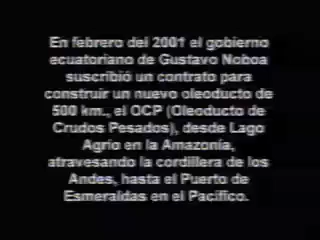 En febrero del 2001 el gobierno
ecuatoriano de Gustavo Noboa
suscribió un contrato para
construir un nuevo oleoducto de
500 km., el OCP (Oleoducto de
Crudos Pesados), desde Lago
Agrio en la Amazonía,
atravesando la cordillera de los
Andes, hasta el Puerto de
Esmeraldas en el Pacífico.